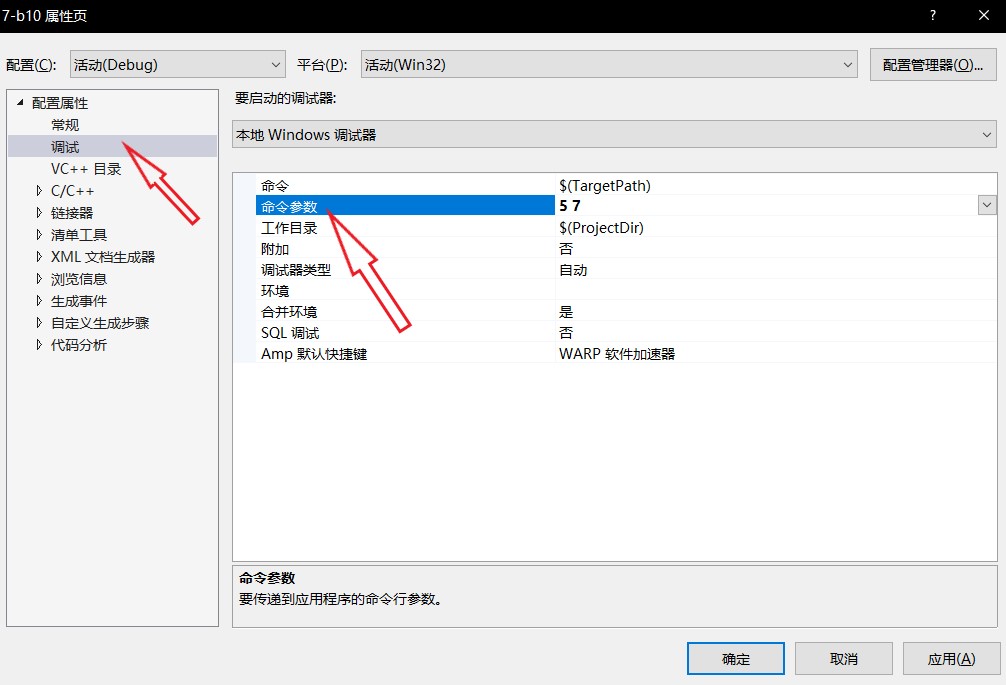 7-b10 属性页
?
配置(C): 活动(Debug) 平台(P): 活动(Win32) 配置管理器(O)...
配置属性
常规
调试
VC++ 目录
C/C++
链接器
清单工具
XML 文档生成器
浏览信息
生成事件
自定义生成步骤
代码分析
要启动的调试器:
本地 Windows 调试器
命令 $(TargetPath)
命令参数 5 7
工作目录 $(ProjectDir)
附加 否
调试器类型 自动
环境
合并环境 是
SQL 调试 否
Amp 默认快捷键 WARP 软件加速器
命令参数
要传递到应用程序的命令行参数。
确定 取消 应用(A)